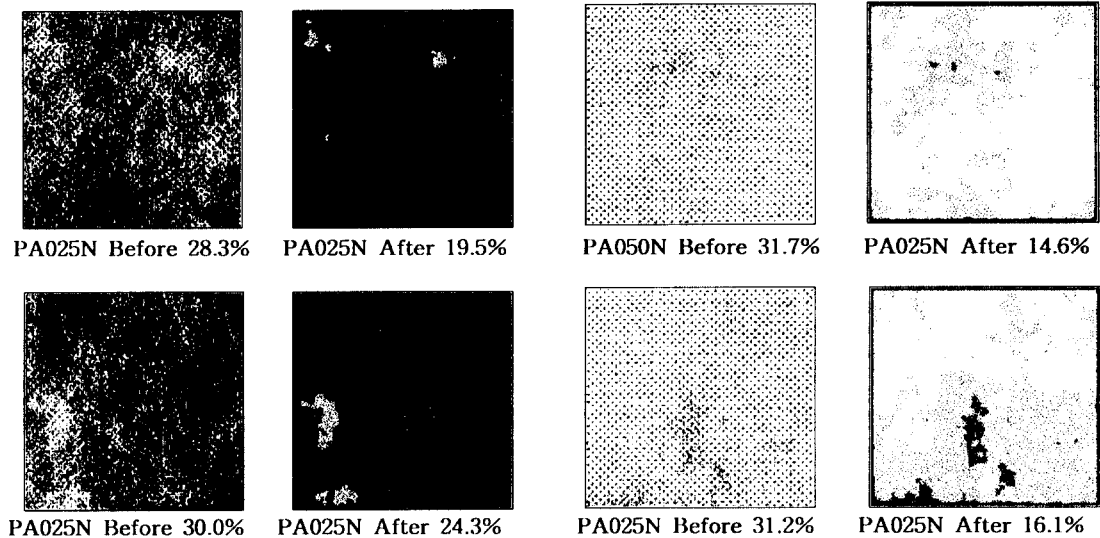 PA025N Before 28.3%
PA025N After 19.5%
PA050N Before 31.7%
PA025N After 14.6%
PA025N Before 30.0%
PA025N After 24.3%
PA025N Before 31.2%
PA025N After 16.1%